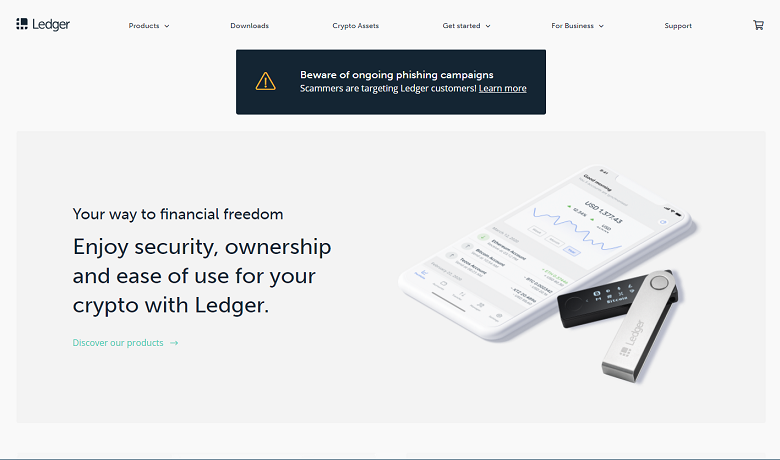 Ledger
Products
Downloads
Crypto Assets
Get started
For Business
Support
Beware of ongoing phishing campaigns
Scammers are targeting Ledger customers! Learn more
Your way to financial freedom
Enjoy security, ownership
and ease of use for your
crypto with Ledger.
Discover our products →
Good morning
USD 1,377.43
Ethereum Account
Bitcoin Account
Tezos Account
Bitcoin
Ledger